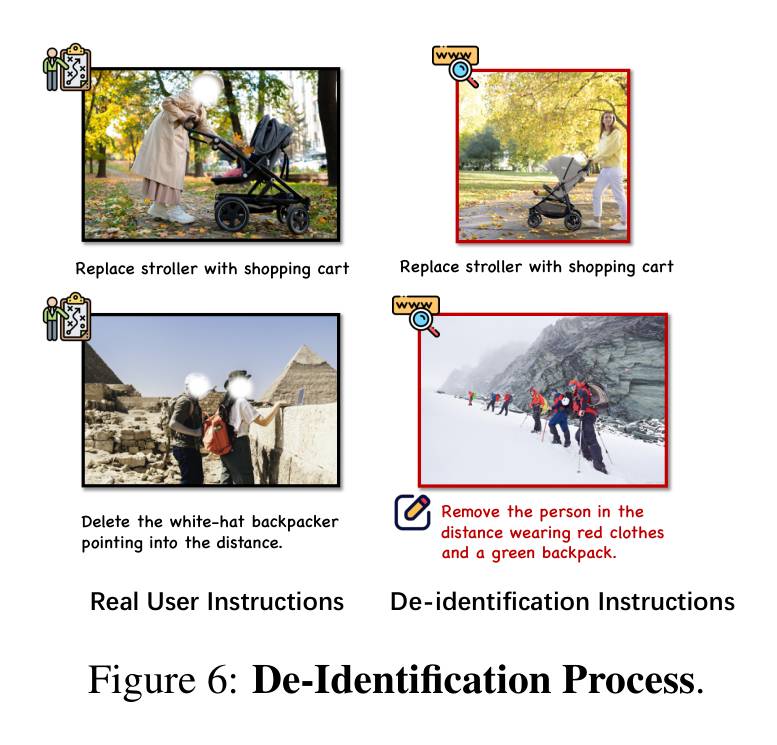 www
www
Replace stroller with shopping cart
Replace stroller with shopping cart
www
Delete the white-hat backpacker
pointing into the distance.
Remove the person in the
distance wearing red clothes
and a green backpack.
Real User Instructions
De-identification Instructions
Figure 6: De-Identification Process.